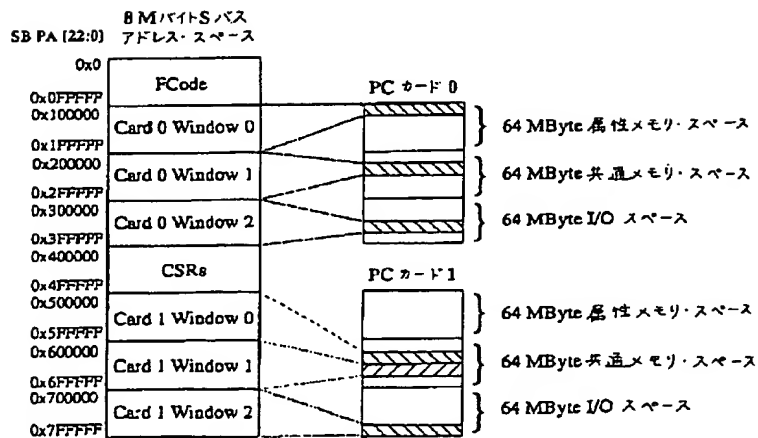 8 MバイトSバス
アドレス・スペース
SB PA [22:0]
0x0
FCode
0x0FFFFF
0x100000
Card 0 Window 0
0x1FFFFF
0x200000
Card 0 Window 1
0x2FFFFF
0x300000
Card 0 Window 2
0x3FFFFF
0x400000
CSRs
0x4FFFFF
0x500000
Card 1 Window 0
0x5FFFFF
0x600000
Card 1 Window 1
0x6FFFFF
0x700000
Card 1 Window 2
0x7FFFFF
PC カード 0
64 MByte 属性メモリ・スペース
64 MByte 共通メモリ・スペース
64 MByte I/O スペース
PC カード 1
64 MByte 属性メモリ・スペース
64 MByte 共通メモリ・スペース
64 MByte I/O スペース